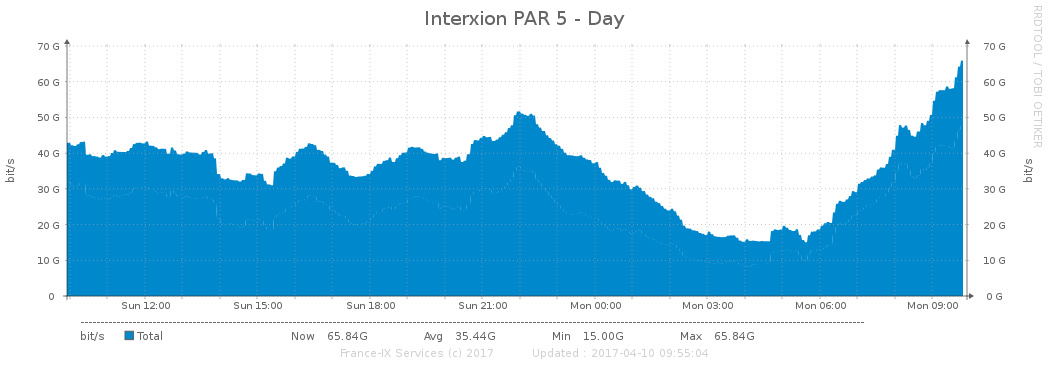 Interxion PAR 5 - Day
RRDTOOL / TOBI OETIKER
bit/s
70 G
60 G
50 G
40 G
30 G
20 G
10 G
0
70 G
60 G
50 G
40 G
30 G
20 G
10 G
0 G
bit/s
Sun 12:00 Sun 15:00 Sun 18:00 Sun 21:00 Mon 00:00 Mon 03:00 Mon 06:00 Mon 09:00
bit/s Total Now 65.84G Avg 35.44G Min 15.00G Max 65.84G
France-IX Services (c) 2017 Updated : 2017-04-10 09:55:04